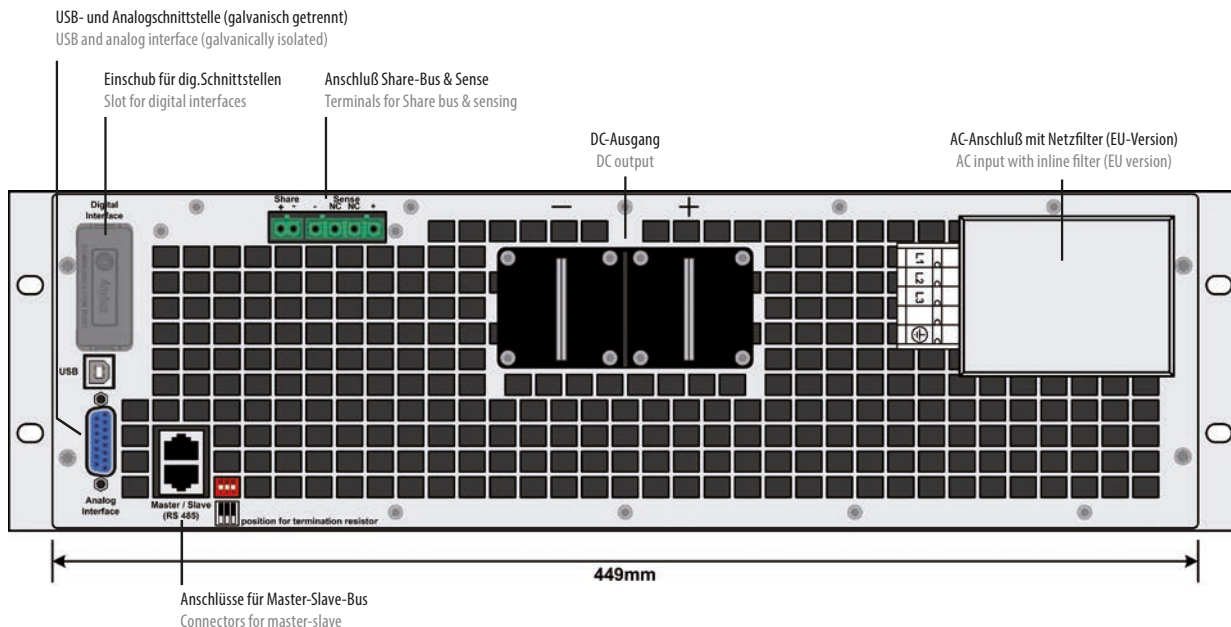 USB- und Analogschnittstelle (galvanisch getrennt)
USB and analog interface (galvanically isolated)
Einschub für dig.Schnittstellen
Slot for digital interfaces
Anschluß Share-Bus & Sense
Terminals for Share bus & sensing
DC-Ausgang
DC output
AC-Anschluß mit Netzfilter (EU-Version)
AC input with inline filter (EU version)
Digital
Interface
Share
Sense
+ - - NC NC +
− +
Anybus
L1
L2
L3
USB
Analog
Interface
Master / Slave
(RS 485)
position for termination resistor
449mm
Anschlüsse für Master-Slave-Bus
Connectors for master-slave